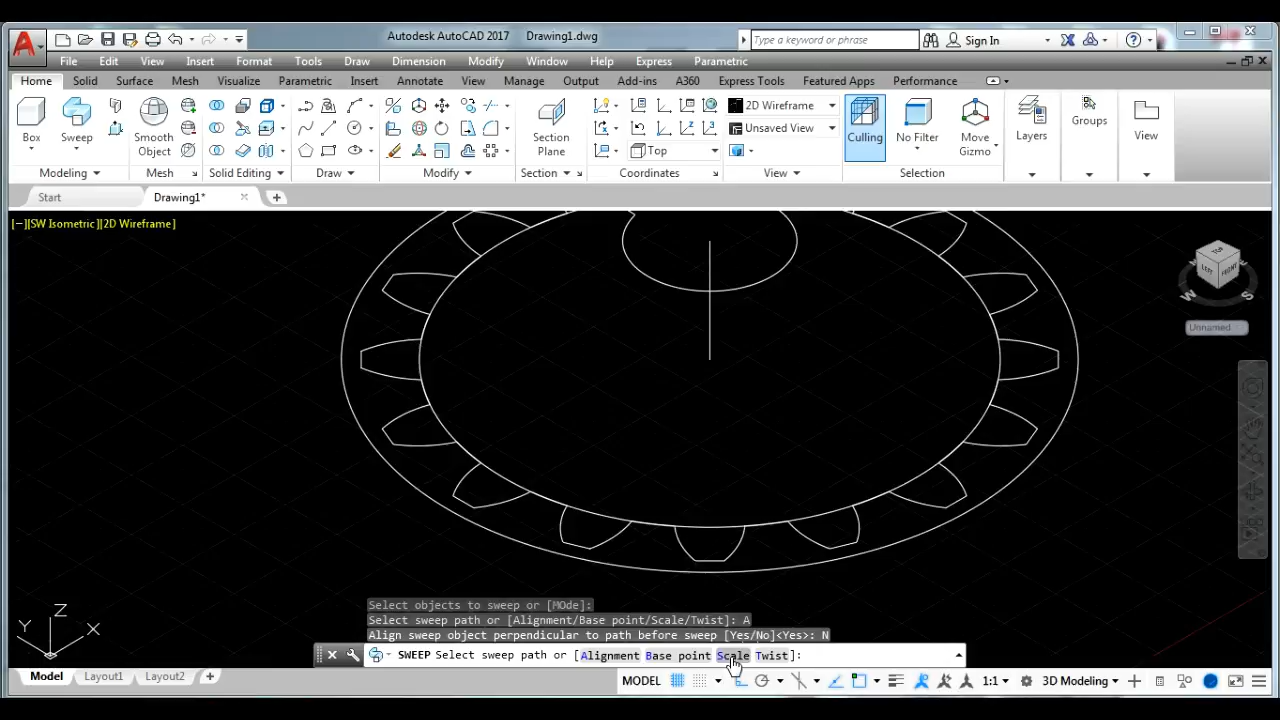 Autodesk AutoCAD 2017 Drawing1.dwg
Type a keyword or phrase
Sign In
File Edit View Insert Format Tools Draw Dimension Modify Window Help Express Parametric
Home Solid Surface Mesh Visualize Parametric Insert Annotate View Manage Output Add-ins A360 Express Tools Featured Apps Performance
Box
Sweep
Smooth
Object
Section
Plane
2D Wireframe
Unsaved View
Top
Culling
No Filter
Move
Gizmo
Layers
Groups
View
Modeling Mesh Solid Editing Draw Modify Section Coordinates View Selection
Start Drawing1*
[−][SW Isometric][2D Wireframe]
TOP
LEFT
FRONT
W
S
Unnamed
Z
Y
X
Select objects to sweep or [MOde]:
Select sweep path or [Alignment/Base point/Scale/Twist]: A
Align sweep object perpendicular to path before sweep [Yes/No]<Yes>: N
SWEEP Select sweep path or [Alignment Base point Scale Twist]:
Model Layout1 Layout2
MODEL
1:1
3D Modeling